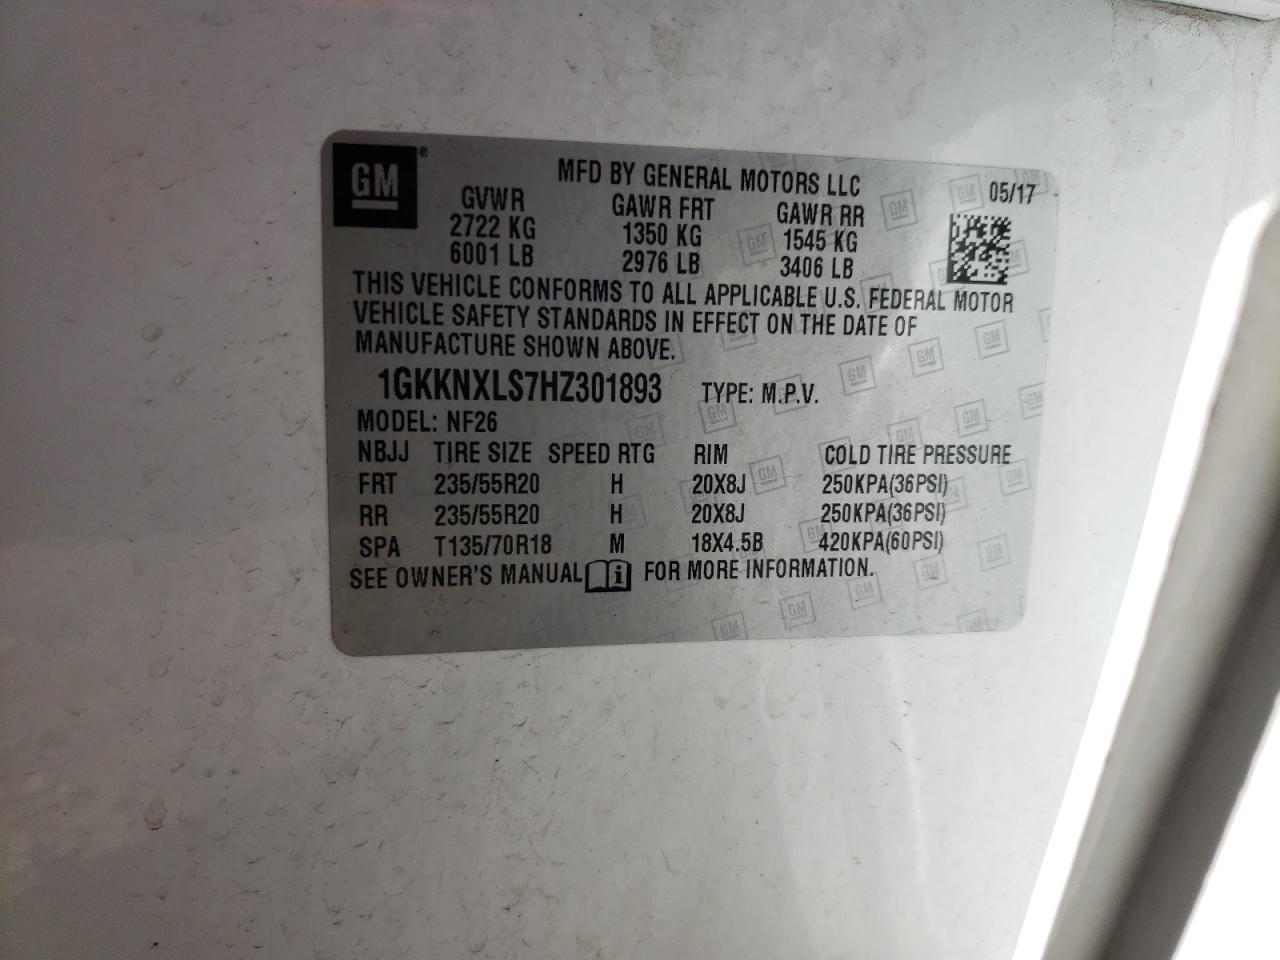 GM ®
MFD BY GENERAL MOTORS LLC 05/17
GVWR GAWR FRT GAWR RR
2722 KG 1350 KG 1545 KG
6001 LB 2976 LB 3406 LB
THIS VEHICLE CONFORMS TO ALL APPLICABLE U.S. FEDERAL MOTOR
VEHICLE SAFETY STANDARDS IN EFFECT ON THE DATE OF
MANUFACTURE SHOWN ABOVE.
1GKKNXLS7HZ301893 TYPE: M.P.V.
MODEL: NF26
NBJJ TIRE SIZE SPEED RTG RIM COLD TIRE PRESSURE
FRT 235/55R20 H 20X8J 250KPA(36PSI)
RR 235/55R20 H 20X8J 250KPA(36PSI)
SPA T135/70R18 M 18X4.5B 420KPA(60PSI)
SEE OWNER'S MANUAL i FOR MORE INFORMATION.